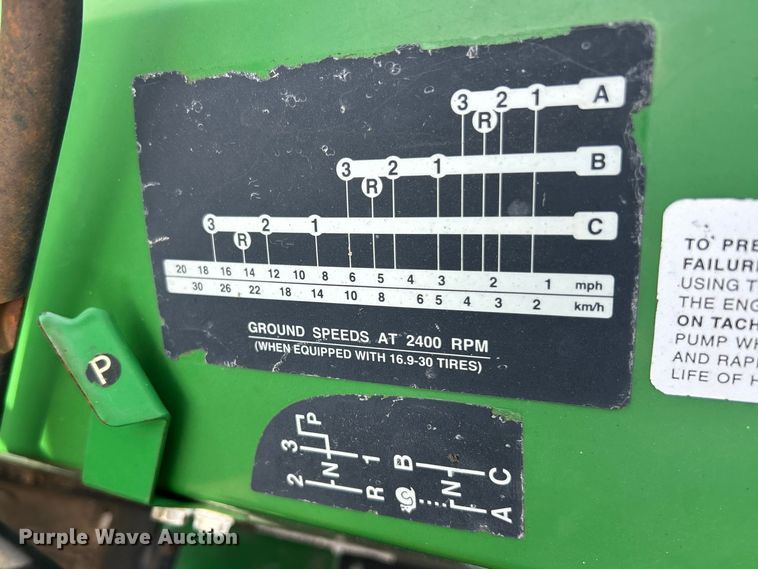 3 2 1 A
R
3 2 1 B
R
3 2 1 C
R
20 18 16 14 12 10 8 6 5 4 3 2 1 mph
30 26 22 18 14 10 8 6 5 4 3 2 km/h
GROUND SPEEDS AT 2400 RPM
(WHEN EQUIPPED WITH 16.9-30 TIRES)
TO PRE
FAILUR
USING T
THE ENG
ON TACH
PUMP WH
AND RAP
LIFE OF H
P
P
3 1
N
2 R
B C
N
C A
Purple Wave Auction